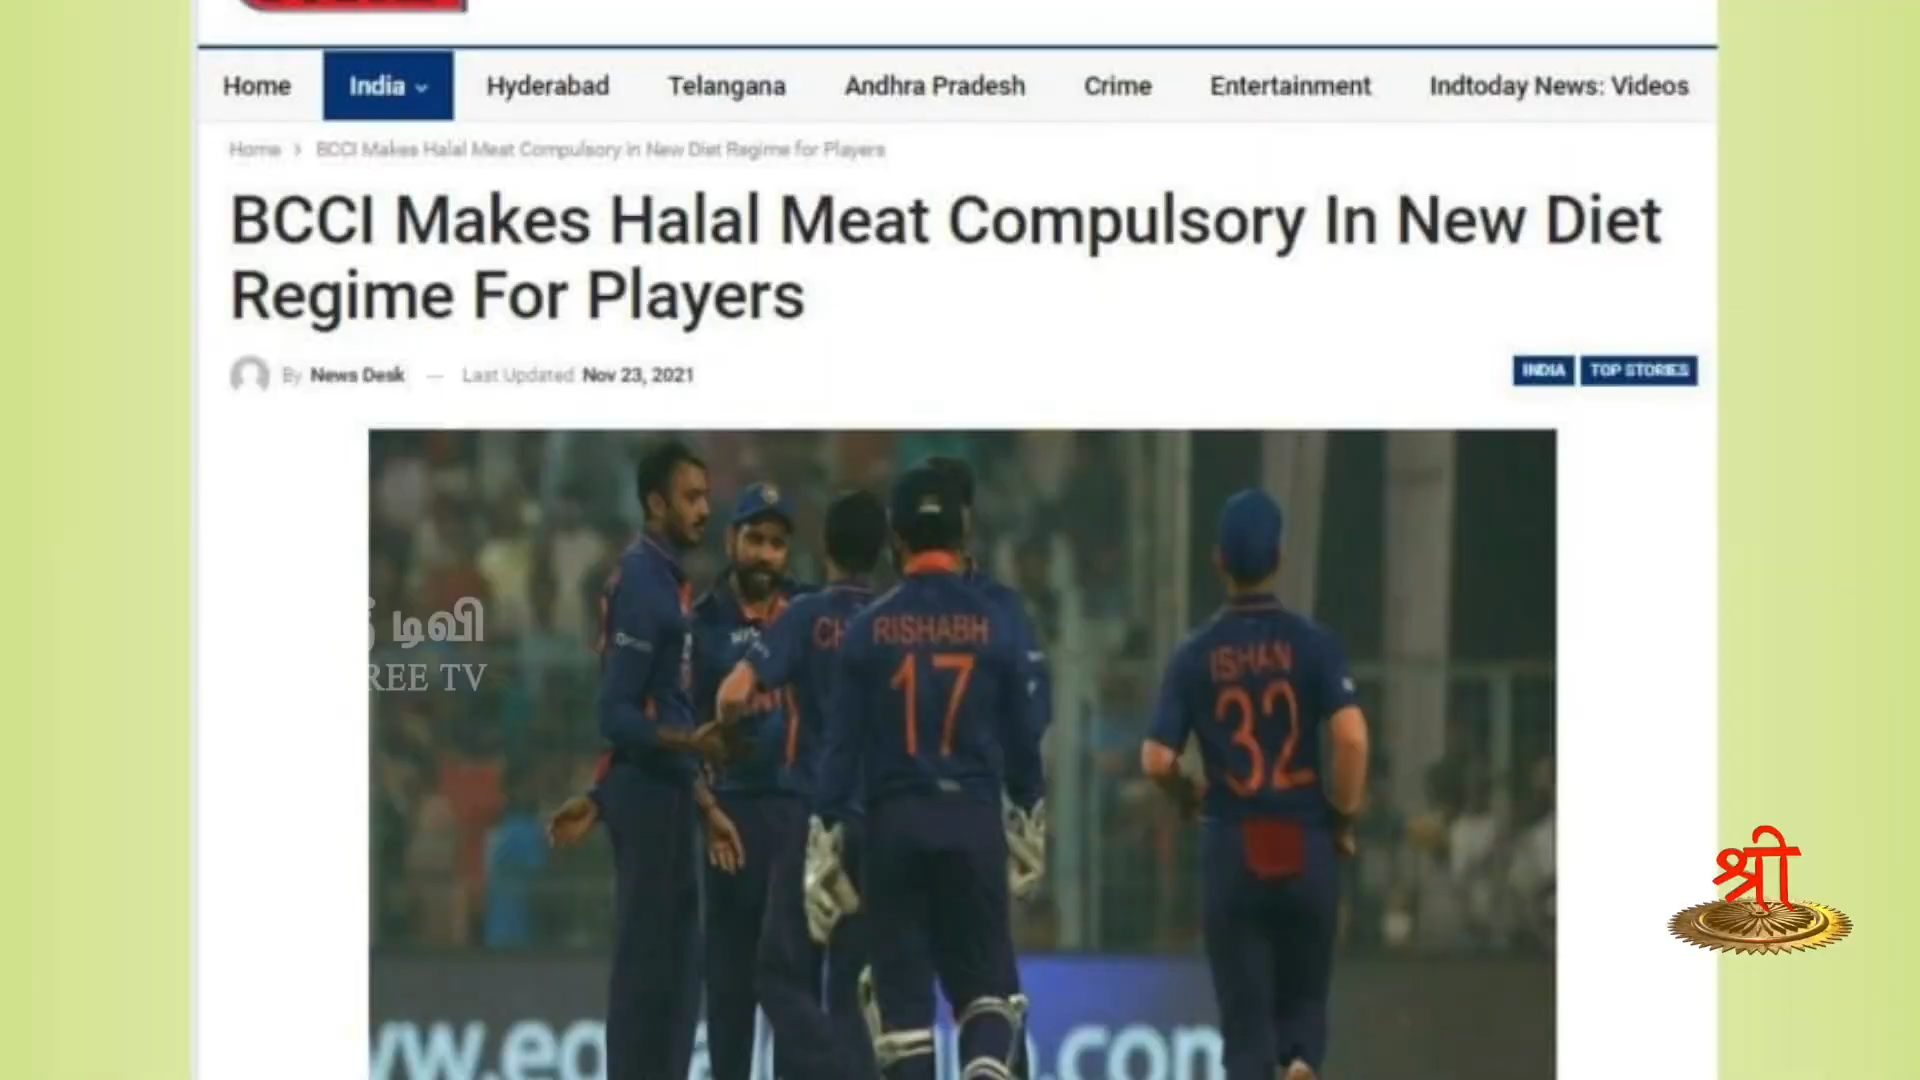 Home India Hyderabad Telangana Andhra Pradesh Crime Entertainment Indtoday News: Videos
Home > BCCI Makes Halal Meat Compulsory in New Diet Regime for Players
BCCI Makes Halal Meat Compulsory In New Diet
Regime For Players
By News Desk — Last Updated Nov 23, 2021
INDIA TOP STORIES
டிவி
REE TV
RISHABH
17
ISHAN
32
श्री
.com